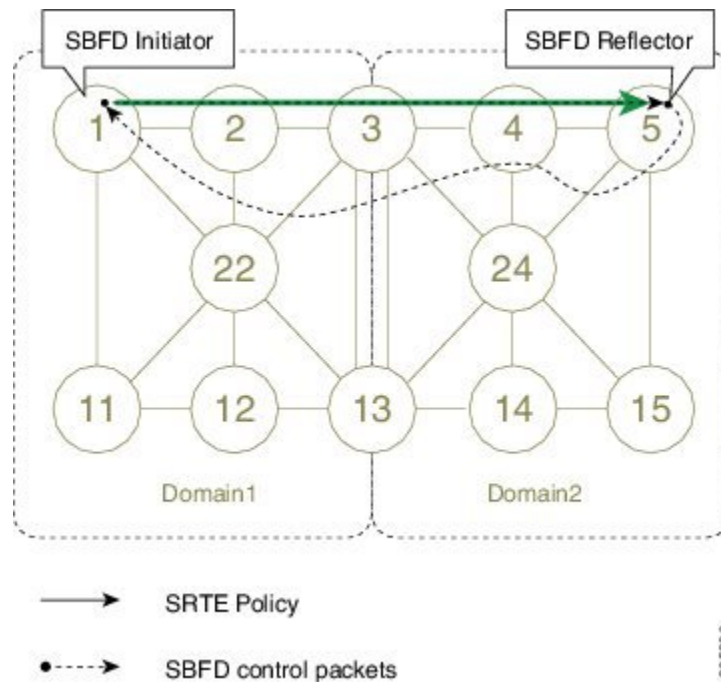 SBFD Initiator
SBFD Reflector
1 2 3 4 5
22 24
11 12 13 14 15
Domain1 Domain2
SRTE Policy
SBFD control packets